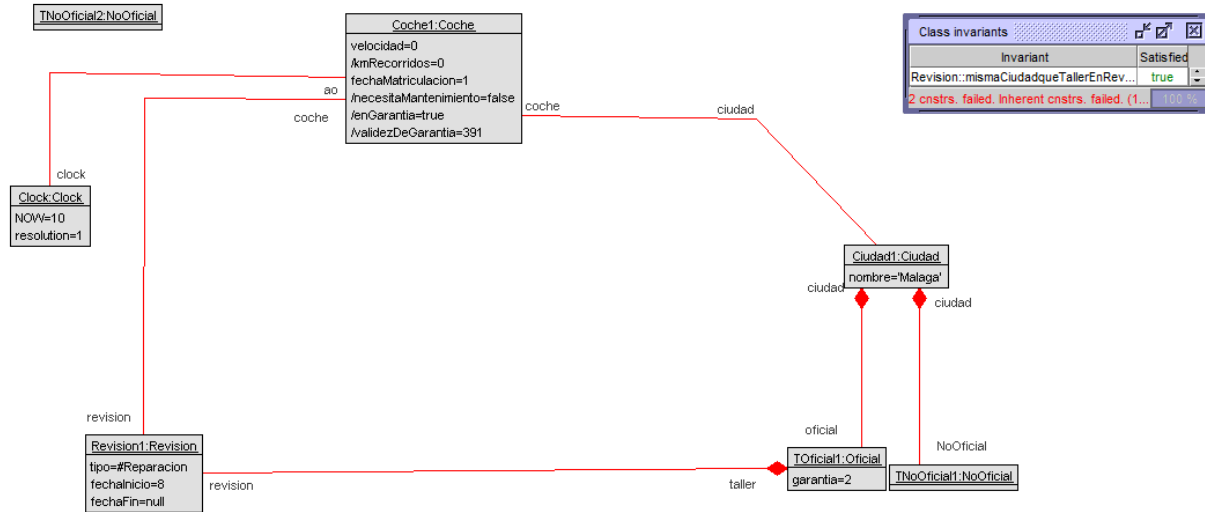 TNoOficial2:NoOficial
Coche1:Coche
velocidad=0
/kmRecorridos=0
fechaMatriculacion=1
/necesitaMantenimiento=false
/enGarantia=true
/validezDeGarantia=391
Class invariants
Invariant Satisfied
Revision::mismaCiudadqueTallerEnRev... true
2 cnstrs. failed. Inherent cnstrs. failed. (1... 100 %
ao
coche
coche
ciudad
clock
Clock:Clock
NOW=10
resolution=1
Ciudad1:Ciudad
nombre='Malaga'
ciudad
ciudad
revision
oficial
NoOficial
Revision1:Revision
tipo=#Reparacion
fechaInicio=8
fechaFin=null
revision
taller
TOficial1:Oficial
garantia=2
TNoOficial1:NoOficial